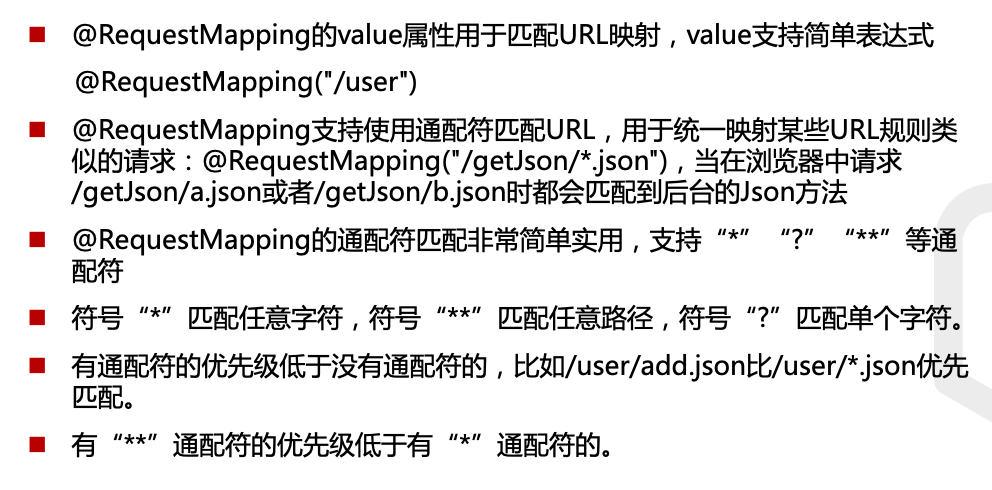 @RequestMapping的value属性用于匹配URL映射，value支持简单表达式
@RequestMapping("/user")
@RequestMapping支持使用通配符匹配URL，用于统一映射某些URL规则类
似的请求：@RequestMapping("/getJson/*.json")，当在浏览器中请求
/getJson/a.json或者/getJson/b.json时都会匹配到后台的Json方法
@RequestMapping的通配符匹配非常简单实用，支持“*”“?”“**”等通
配符
符号“*”匹配任意字符，符号“**”匹配任意路径，符号“?”匹配单个字符。
有通配符的优先级低于没有通配符的，比如/user/add.json比/user/*.json优先
匹配。
有“**”通配符的优先级低于有“*”通配符的。